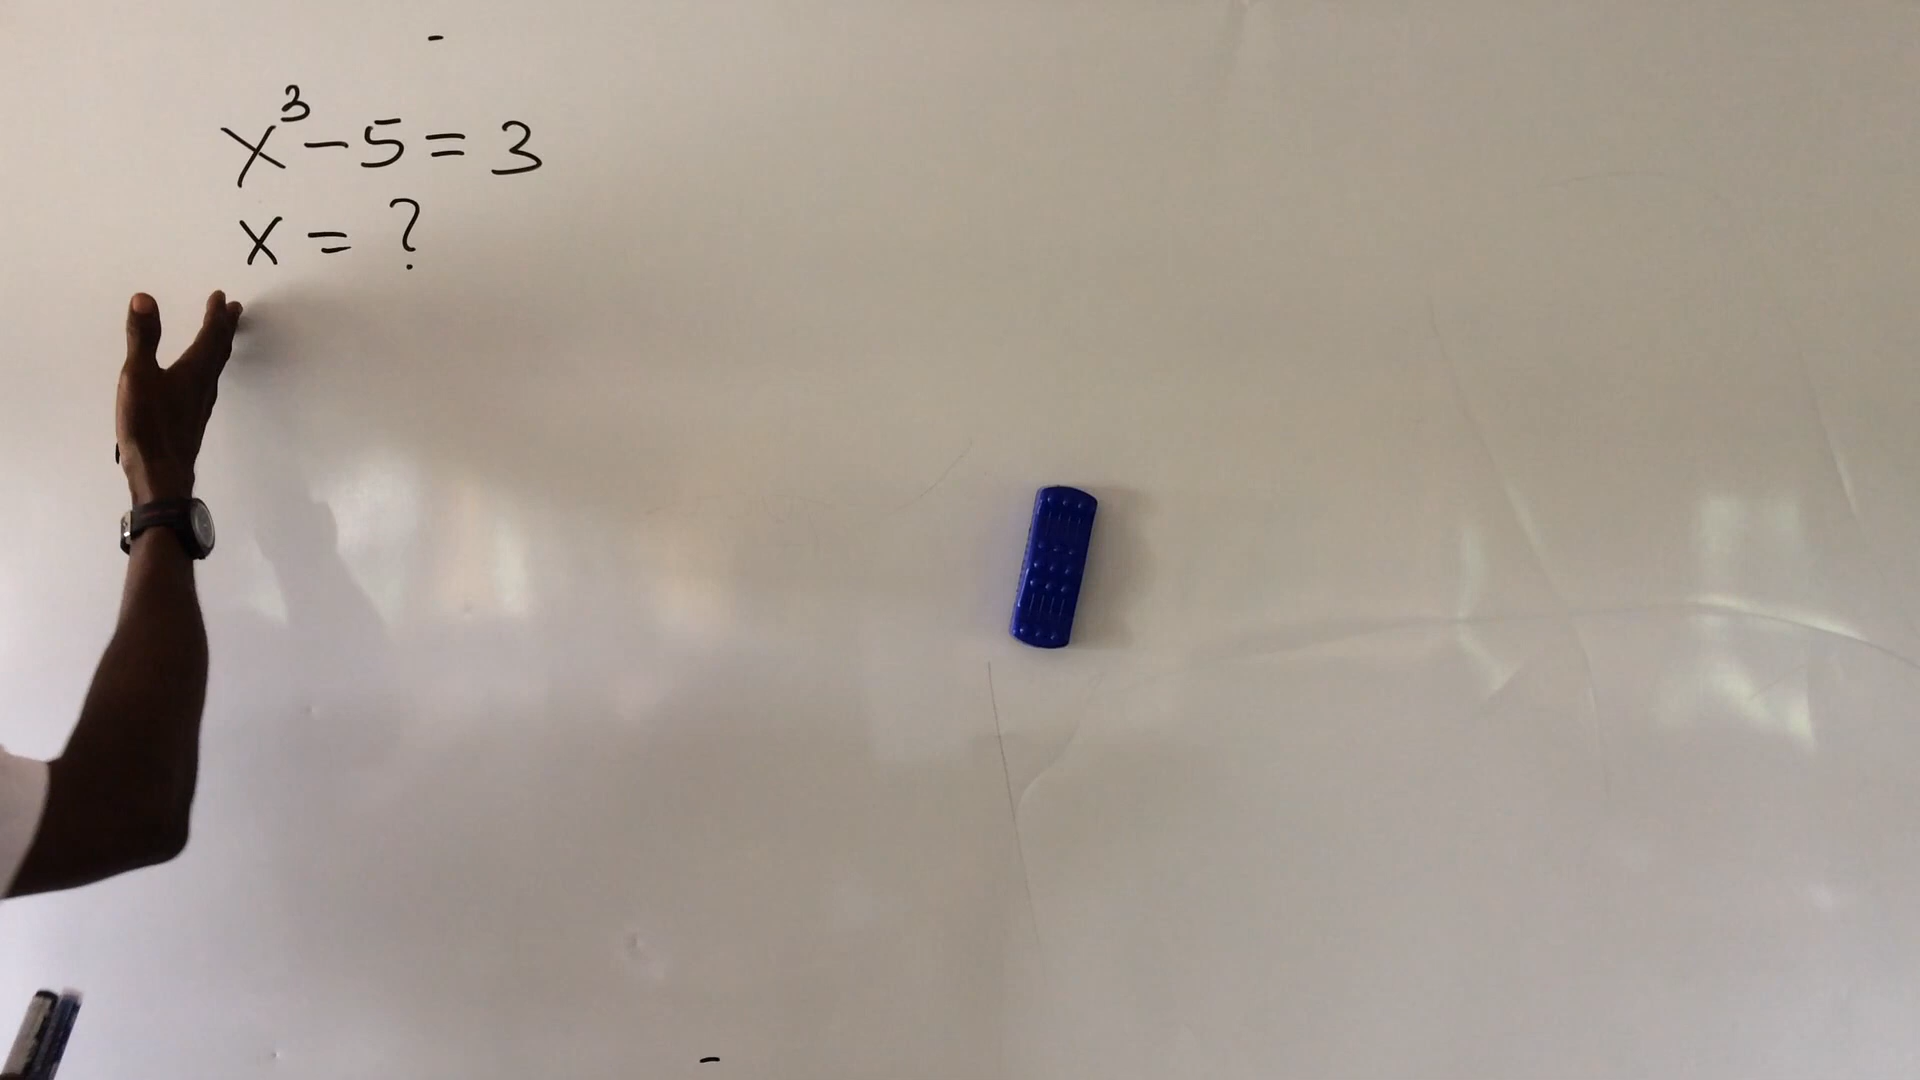 x³-5=3
x = ?